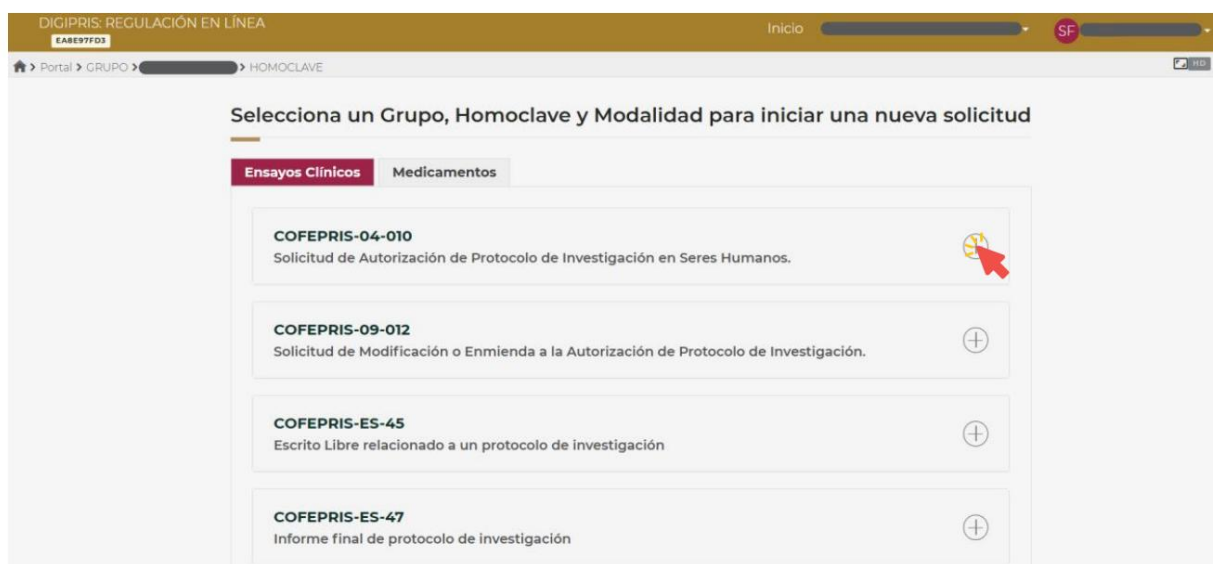 DIGIPRIS: REGULACIÓN EN LÍNEA
EA8E97FD3
Inicio
SF
Portal > GRUPO > > HOMOCLAVE
HD
Selecciona un Grupo, Homoclave y Modalidad para iniciar una nueva solicitud
Ensayos Clínicos Medicamentos
COFEPRIS-04-010
Solicitud de Autorización de Protocolo de Investigación en Seres Humanos.
COFEPRIS-09-012
Solicitud de Modificación o Enmienda a la Autorización de Protocolo de Investigación.
COFEPRIS-ES-45
Escrito Libre relacionado a un protocolo de investigación
COFEPRIS-ES-47
Informe final de protocolo de investigación